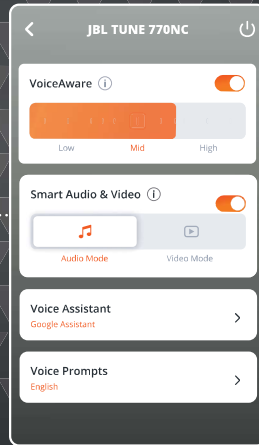 JBL TUNE 770NC
VoiceAware
Low Mid High
Smart Audio & Video
Audio Mode Video Mode
Voice Assistant
Google Assistant
Voice Prompts
English